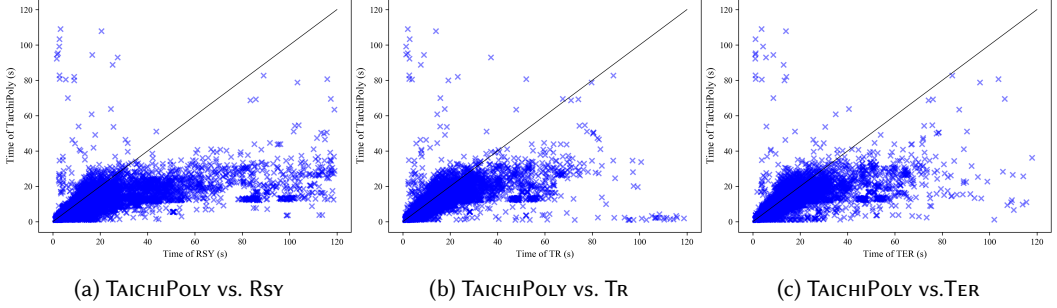 120
100
80
60
40
20
0
Time of TarchiPoly (s)
0 20 40 60 80 100 120
Time of RSY (s)
(a) TAICHIPOLY vs. RSY
120
100
80
60
40
20
0
Time of TarchiPoly (s)
0 20 40 60 80 100 120
Time of TR (s)
(b) TAICHIPOLY vs. TR
120
100
80
60
40
20
0
Time of TarchiPoly (s)
0 20 40 60 80 100 120
Time of TER (s)
(c) TAICHIPOLY vs.TER